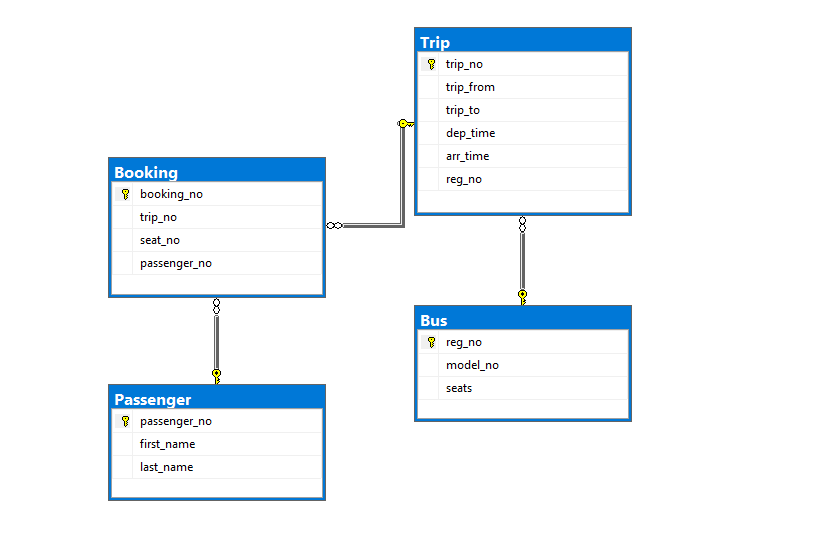 Trip
trip_no
trip_from
trip_to
dep_time
arr_time
reg_no
Booking
booking_no
trip_no
seat_no
passenger_no
Bus
reg_no
model_no
seats
Passenger
passenger_no
first_name
last_name